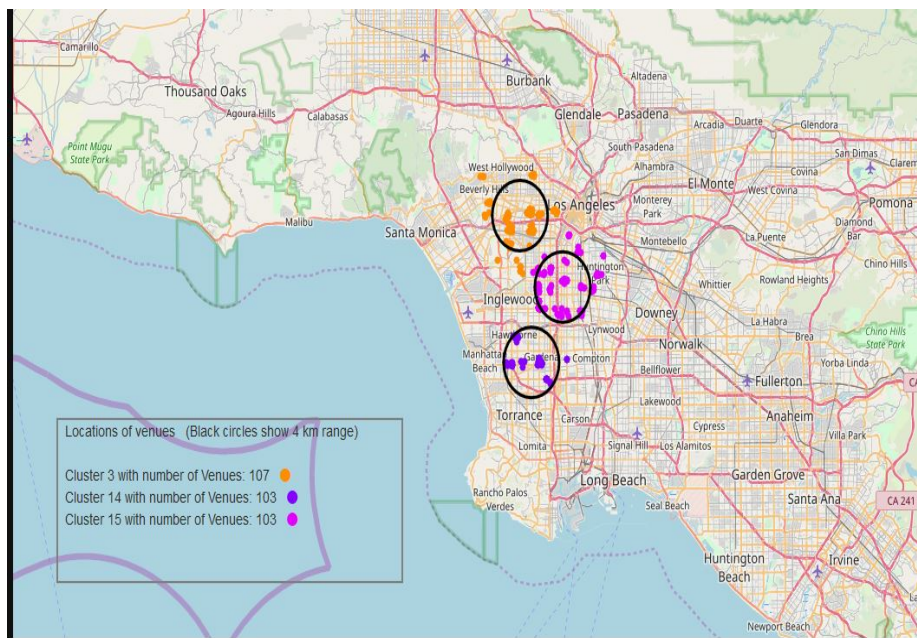 Camarillo
Thousand Oaks
Agoura Hills
Calabasas
Point Mugu
State Park
Malibu
Burbank
Altadena
Glendale
Pasadena
Arcadia
Duarte
Glendora
South Pasadena
Alhambra
San Dimas
Clarem
West Hollywood
Beverly Hills
El Monte
West Covina
Covina
Pomona
Los Angeles
Monterey
Park
Santa Monica
Montebello
La Puente
Diamond
Bar
Chino Hills
Huntington
Park
Whittier
Rowland Heights
Inglewood
Downey
La Habra
Chino Hills
State Park
Hawthorne
Lynwood
Norwalk
Brea
Manhattan
Beach
Gardena
Compton
Bellflower
Yorba Linda
Fullerton
CA
Lakewood
Anaheim
Torrance
Carson
Cypress
Villa Park
Lomita
Signal Hill
Los Alamitos
Garden Grove
Rancho Palos
Verdes
Long Beach
Seal Beach
Santa Ana
CA 241
Huntington
Beach
Irvine
Newport Beach
Locations of venues (Black circles show 4 km range)
Cluster 3 with number of Venues: 107
Cluster 14 with number of Venues: 103
Cluster 15 with number of Venues: 103